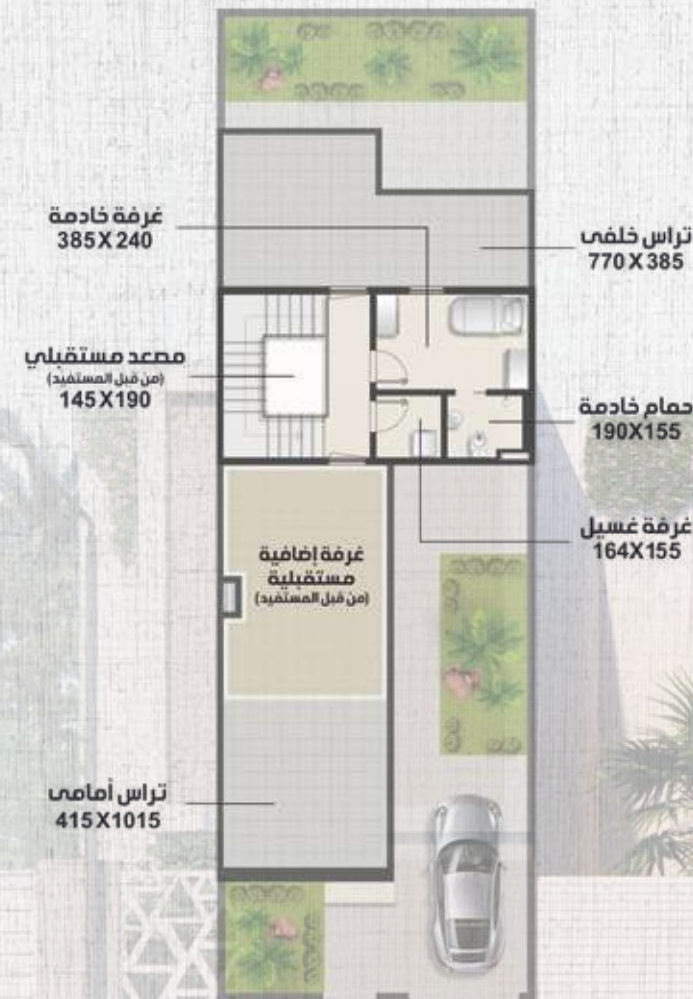 غرفة خادمة
385X240
تراس خلفى
770X385
مصعد مستقبلي
(من قبل المستفيد)
145X190
حمام خادمة
190X155
غرفة غسيل
164X155
غرفة إضافية
مستقبلية
(من قبل المستفيد)
تراس أمامى
415X1015